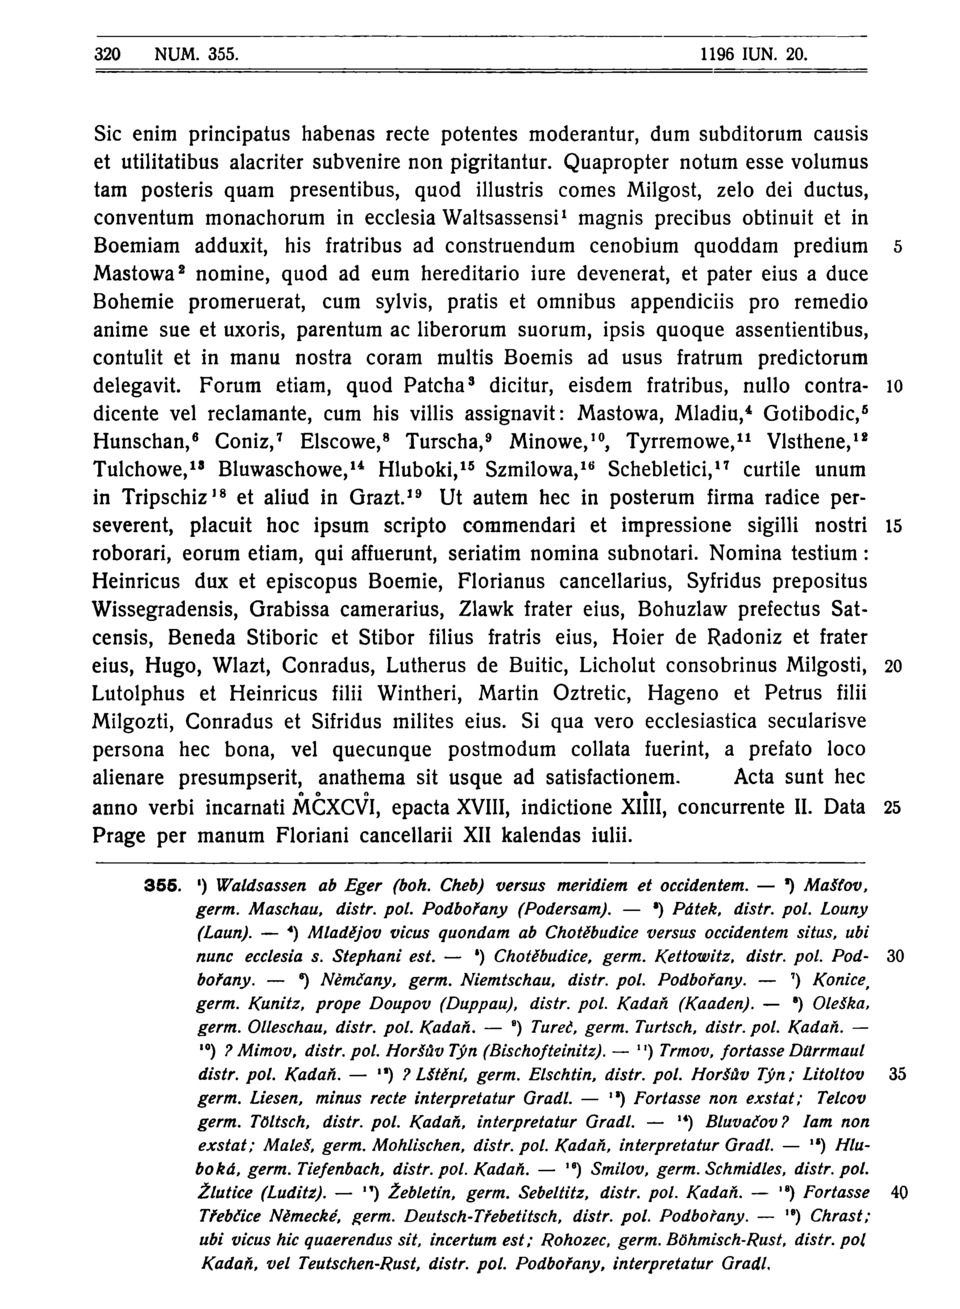 320 NUM. 355. 1196 IUN. 20.
Sic enim principatus habenas recte potentes moderantur, dum subditorum causis
et utilitatibus alacriter subvenire non pigritantur. Quapropter notum esse volumus
tam posteris quam presentibus, quod illustris comes Milgost, zelo dei ductus,
conventum monachorum in ecclesia Waltsassensi¹ magnis precibus obtinuit et in
Boemiam adduxit, his fratribus ad construendum cenobium quoddam predium 5
Mastowa² nomine, quod ad eum hereditario iure devenerat, et pater eius a duce
Bohemie promeruerat, cum sylvis, pratis et omnibus appendiciis pro remedio
anime sue et uxoris, parentum ac liberorum suorum, ipsis quoque assentientibus,
contulit et in manu nostra coram multis Boemis ad usus fratrum predictorum
delegavit. Forum etiam, quod Patcha³ dicitur, eisdem fratribus, nullo contra- 10
dicente vel reclamante, cum his villis assignavit: Mastowa, Mladiu,⁴ Gotibodic,⁵
Hunschan,⁶ Coniz,⁷ Elscowe,⁸ Turscha,⁹ Minowe,¹⁰, Tyrremowe,¹¹ Vlsthene,¹²
Tulchowe,¹³ Bluwaschowe,¹⁴ Hluboki,¹⁵ Szmilowa,¹⁶ Schebletici,¹⁷ curtile unum
in Tripschiz¹⁸ et aliud in Grazt.¹⁹ Ut autem hec in posterum firma radice per-
severent, placuit hoc ipsum scripto commendari et impressione sigilli nostri 15
roborari, eorum etiam, qui affuerunt, seriatim nomina subnotari. Nomina testium:
Heinricus dux et episcopus Boemie, Florianus cancellarius, Syfridus prepositus
Wissegradensis, Grabissa camerarius, Zlawk frater eius, Bohuzlaw prefectus Sat-
censis, Beneda Stiboric et Stibor filius fratris eius, Hoier de Radoniz et frater
eius, Hugo, Wlazt, Conradus, Lutherus de Buitic, Licholut consobrinus Milgosti, 20
Lutolphus et Heinricus filii Wintheri, Martin Oztretic, Hageno et Petrus filii
Milgozti, Conradus et Sifridus milites eius. Si qua vero ecclesiastica secularisve
persona hec bona, vel quecunque postmodum collata fuerint, a prefato loco
alienare presumpserit, anathema sit usque ad satisfactionem. Acta sunt hec
anno verbi incarnati M̊C̊XCV̊I, epacta XVIII, indictione XIIII, concurrente II. Data 25
Prage per manum Floriani cancellarii XII kalendas iulii.
355. ¹) Waldsassen ab Eger (boh. Cheb) versus meridiem et occidentem. — ²) Mašťov,
germ. Maschau, distr. pol. Podbořany (Podersam). — ³) Pátek, distr. pol. Louny
(Laun). — ⁴) Mladějov vicus quondam ab Chotěbudice versus occidentem situs, ubi
nunc ecclesia s. Stephani est. — ⁵) Chotěbudice, germ. Kettowitz, distr. pol. Pod- 30
bořany. — ⁶) Němčany, germ. Niemtschau, distr. pol. Podbořany. — ⁷) Konice,
germ. Kunitz, prope Doupov (Duppau), distr. pol. Kadaň (Kaaden). — ⁸) Oleška,
germ. Olleschau, distr. pol. Kadaň. — ⁹) Tureč, germ. Turtsch, distr. pol. Kadaň. —
¹⁰) ? Mimov, distr. pol. Horšův Týn (Bischofteinitz). — ¹¹) Trmov, fortasse Dürrmaul
distr. pol. Kadaň. — ¹²) ? Lštění, germ. Elschtin, distr. pol. Horšův Týn; Litoltov 35
germ. Liesen, minus recte interpretatur Gradl. — ¹³) Fortasse non exstat; Telcov
germ. Töltsch, distr. pol. Kadaň, interpretatur Gradl. — ¹⁴) Bluvačov? Iam non
exstat; Maleš, germ. Mohlischen, distr. pol. Kadaň, interpretatur Gradl. — ¹⁵) Hlu-
boká, germ. Tiefenbach, distr. pol. Kadaň. — ¹⁶) Smilov, germ. Schmidles, distr. pol.
Žlutice (Luditz). — ¹⁷) Žebletín, germ. Sebeltitz, distr. pol. Kadaň. — ¹⁸) Fortasse 40
Třebčice Německé, germ. Deutsch-Třebetitsch, distr. pol. Podbořany. — ¹⁹) Chrast;
ubi vicus hic quaerendus sit, incertum est; Rohozec, germ. Böhmisch-Rust, distr. pol
Kadaň, vel Teutschen-Rust, distr. pol. Podbořany, interpretatur Gradl.